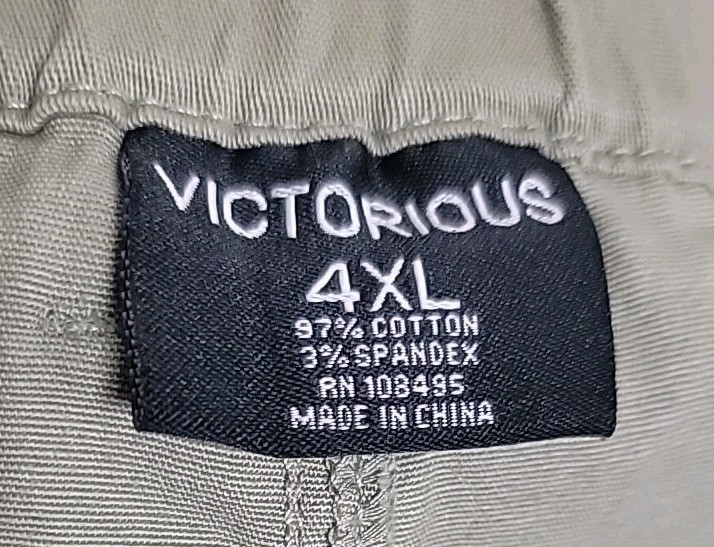 VICTORIOUS
4XL
97% COTTON
3% SPANDEX
RN 108495
MADE IN CHINA